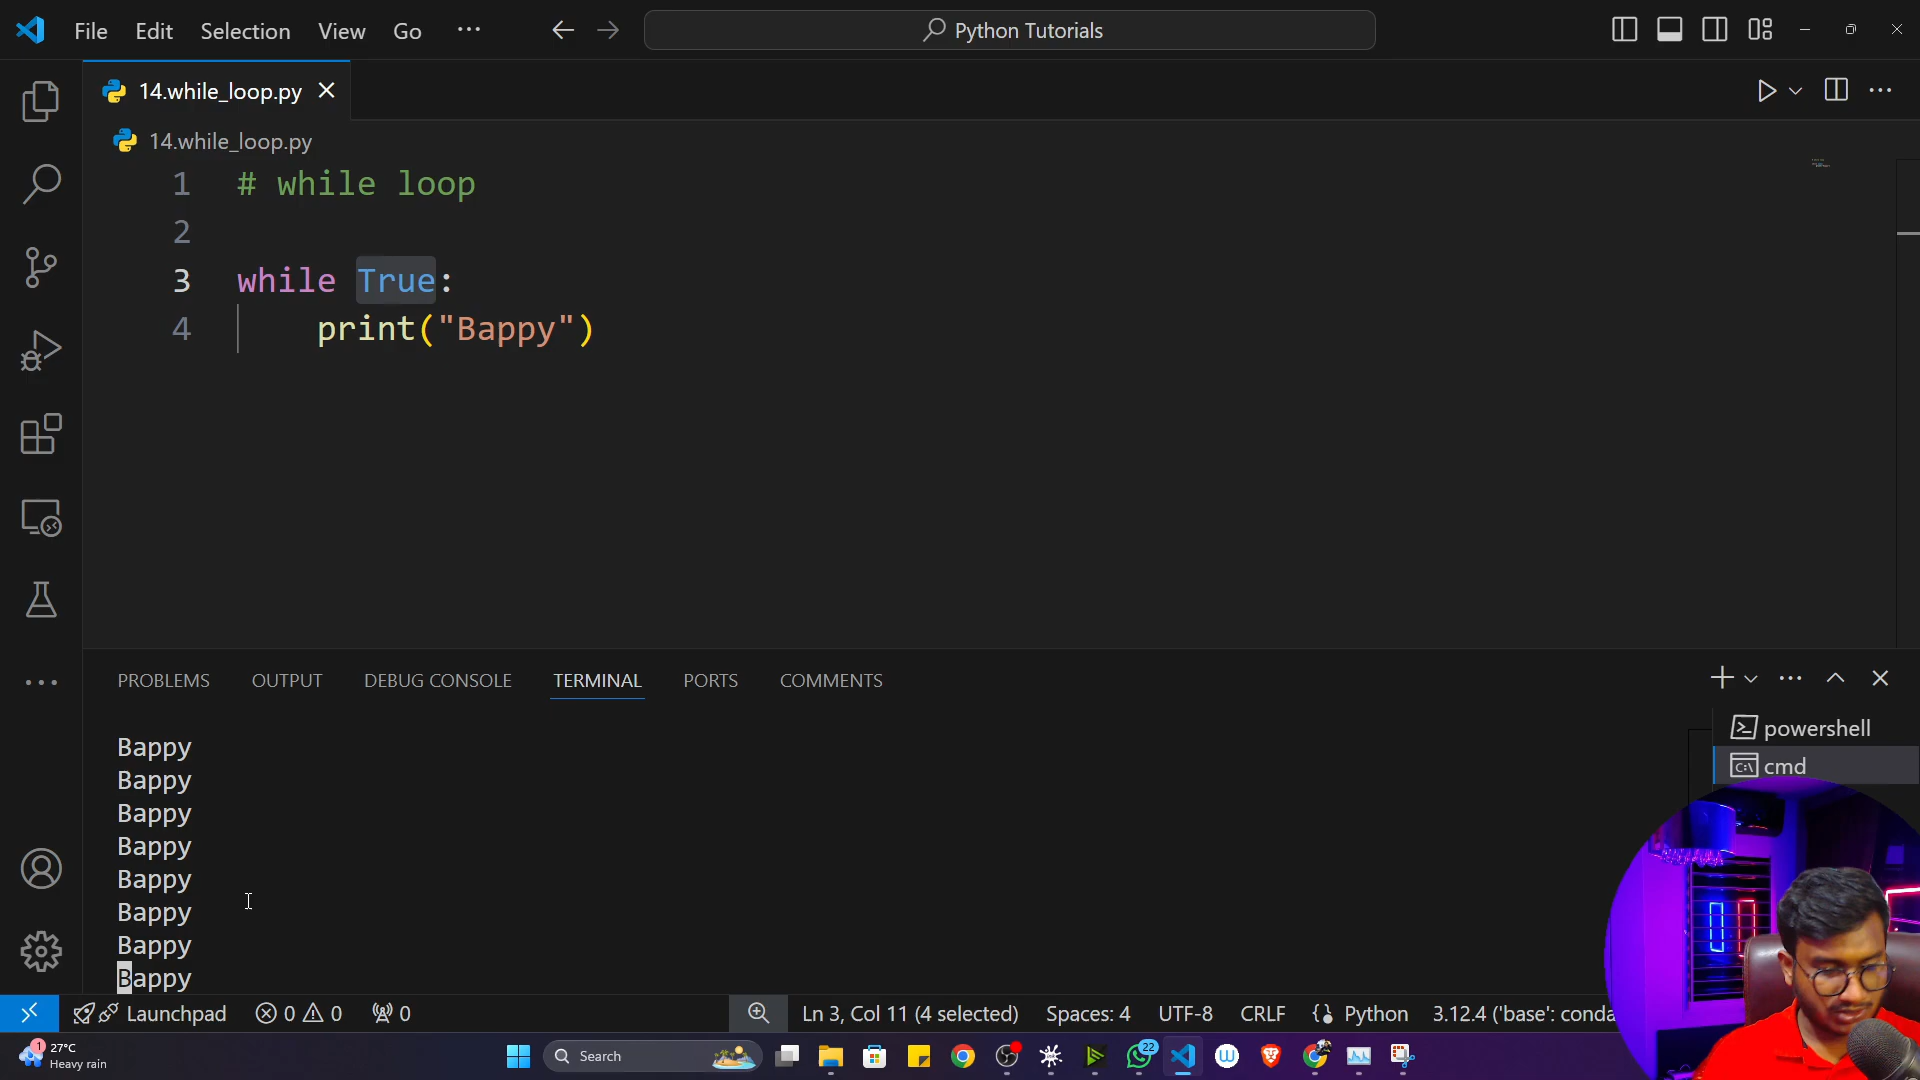 File Edit Selection View Go ···
Python Tutorials
14.while_loop.py
14.while_loop.py
1 # while loop
2
3 while True:
4 print("Bappy")
PROBLEMS OUTPUT DEBUG CONSOLE TERMINAL PORTS COMMENTS
powershell
cmd
Bappy
Bappy
Bappy
Bappy
Bappy
Bappy
Bappy
Bappy
Launchpad 0 0 0 Ln 3, Col 11 (4 selected) Spaces: 4 UTF-8 CRLF Python 3.12.4 ('base': conda
1 27°C
Heavy rain
Search
22